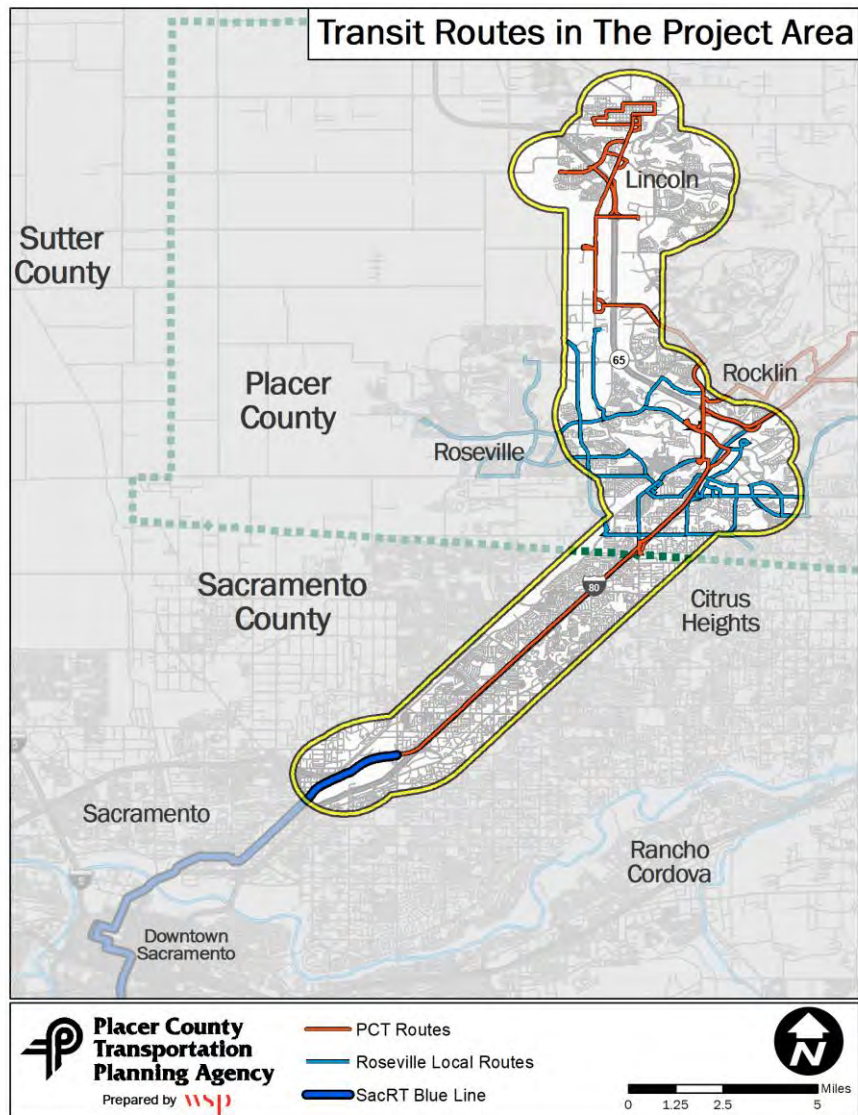 Transit Routes in The Project Area
Lincoln
Sutter
County
65
Placer
County
Rocklin
Roseville
Sacramento
County
80
Citrus
Heights
Sacramento
Rancho
Cordova
5
Downtown
Sacramento
Placer County
Transportation
Planning Agency
Prepared by wsp
PCT Routes
Roseville Local Routes
SacRT Blue Line
N
Miles
0 1.25 2.5 5